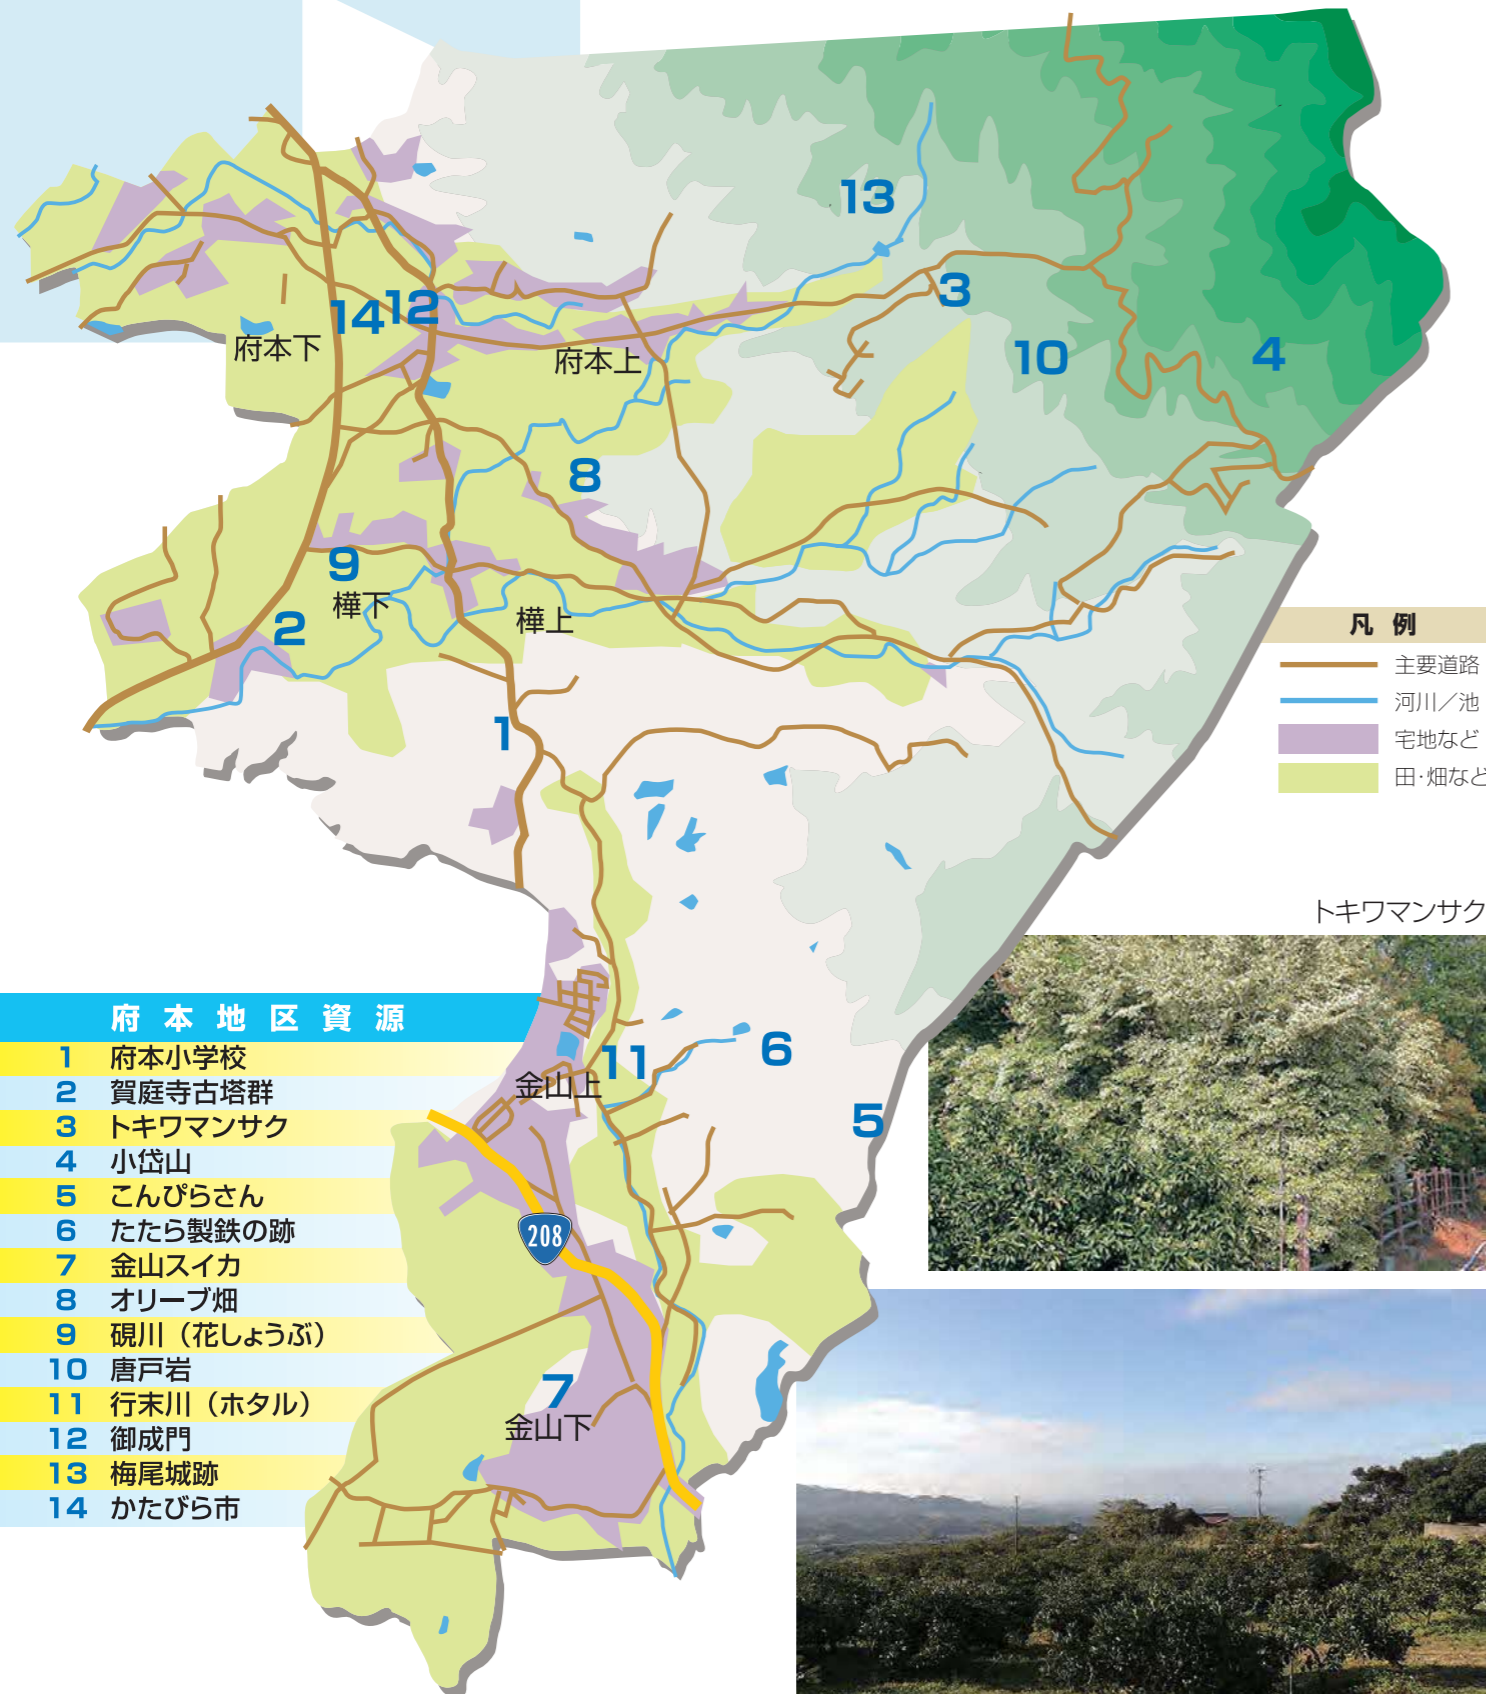 13
3
14
12
府本下
府本上
10
4
8
9
樺下
2
樺上
凡 例
主要道路
河川／池
宅地など
田・畑など
1
トキワマンサク
府本地区資源
1 府本小学校
2 賀庭寺古塔群
3 トキワマンサク
4 小岱山
5 こんぴらさん
6 たたら製鉄の跡
7 金山スイカ
8 オリーブ畑
9 硯川（花しょうぶ）
10 唐戸岩
11 行末川（ホタル）
12 御成門
13 梅尾城跡
14 かたびら市
11
6
金山上
5
208
7
金山下